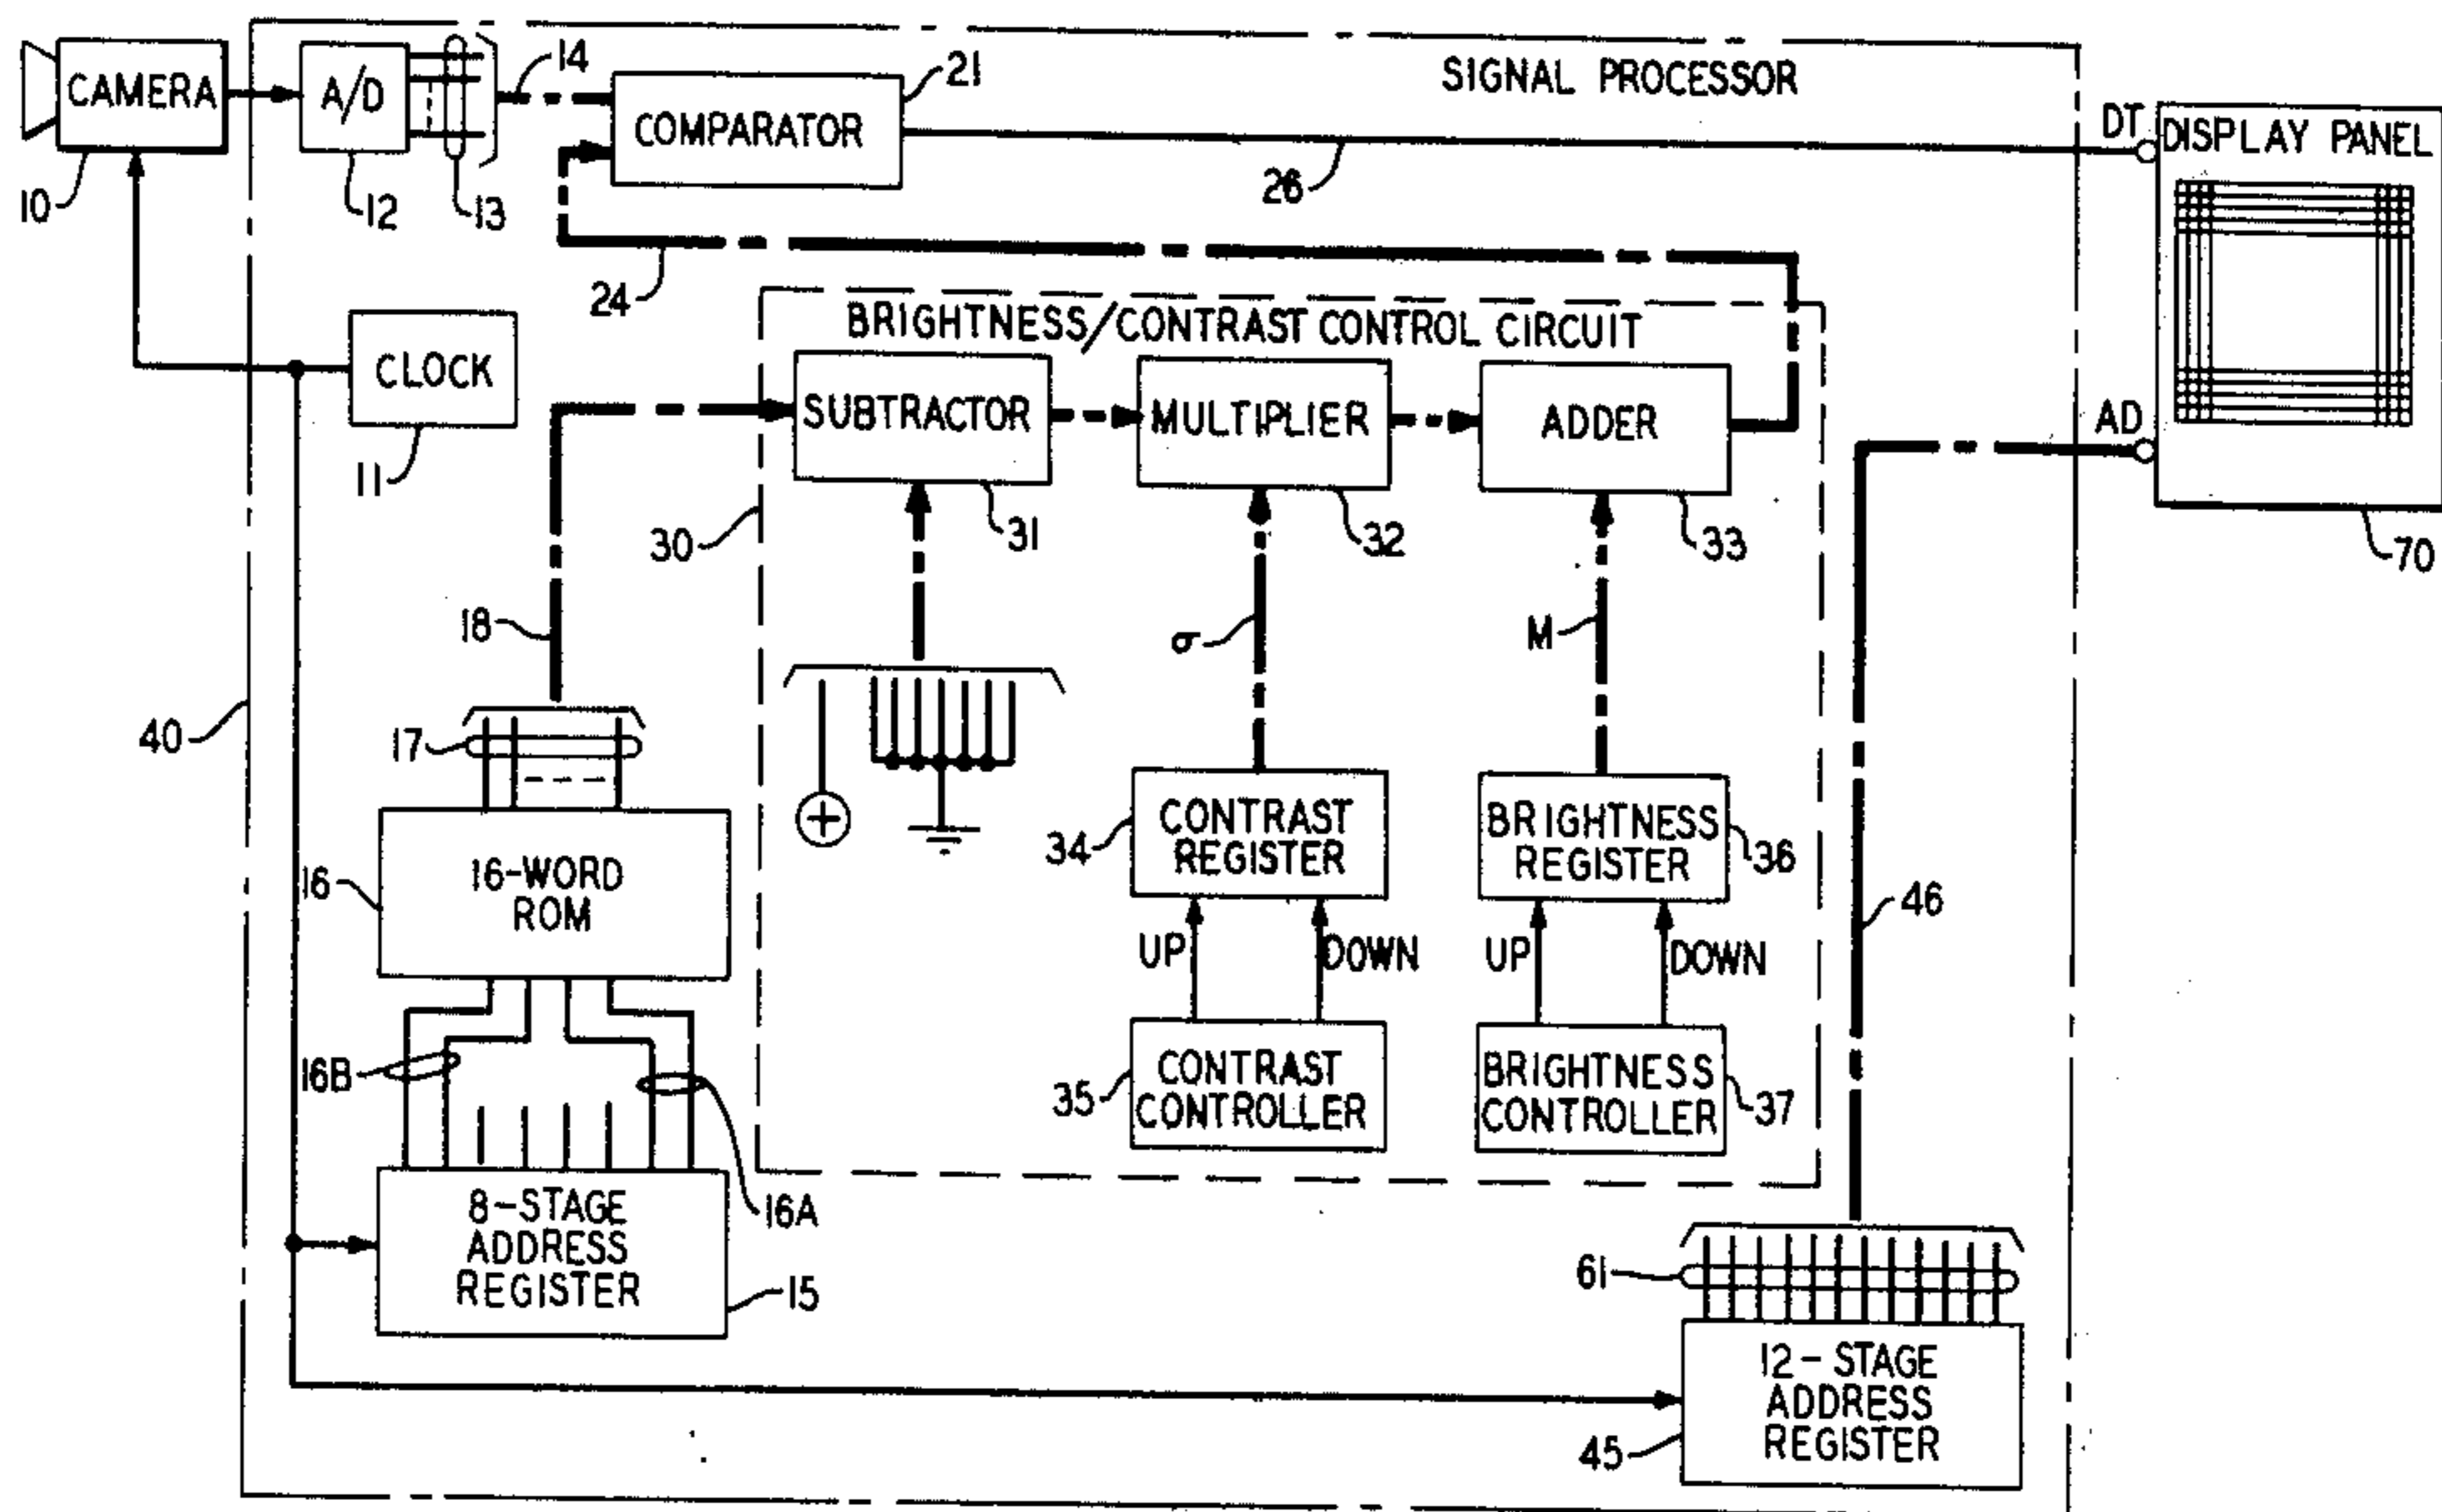 CAMERA
10
A/D
12
13
14
COMPARATOR
21
SIGNAL PROCESSOR
26
DT
DISPLAY PANEL
AD
70
24
CLOCK
11
BRIGHTNESS/CONTRAST CONTROL CIRCUIT
SUBTRACTOR
31
MULTIPLIER
32
ADDER
33
30
18
σ
M
40
17
+
16-WORD
ROM
16
CONTRAST
REGISTER
34
BRIGHTNESS
REGISTER
36
46
UP
DOWN
UP
DOWN
16B
16A
CONTRAST
CONTROLLER
35
BRIGHTNESS
CONTROLLER
37
8-STAGE
ADDRESS
REGISTER
15
61
12-STAGE
ADDRESS
REGISTER
45